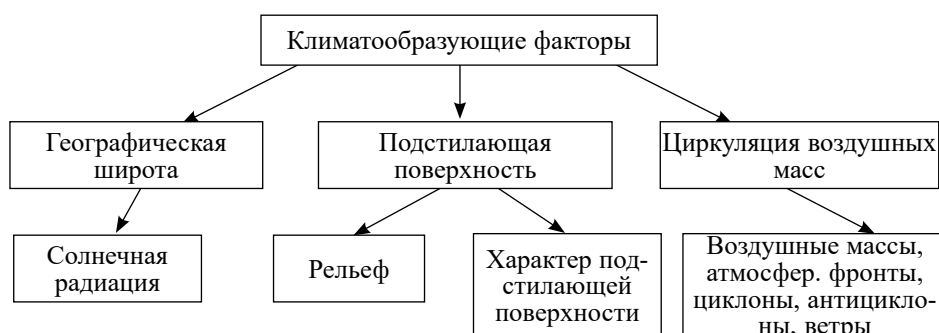 Климатообразующие факторы
Географическая
широта
Подстилающая
поверхность
Циркуляция воздушных
масс
Солнечная
радиация
Рельеф
Характер под-
стилающей
поверхности
Воздушные массы,
атмосфер. фронты,
циклоны, антицикло-
ны, ветры